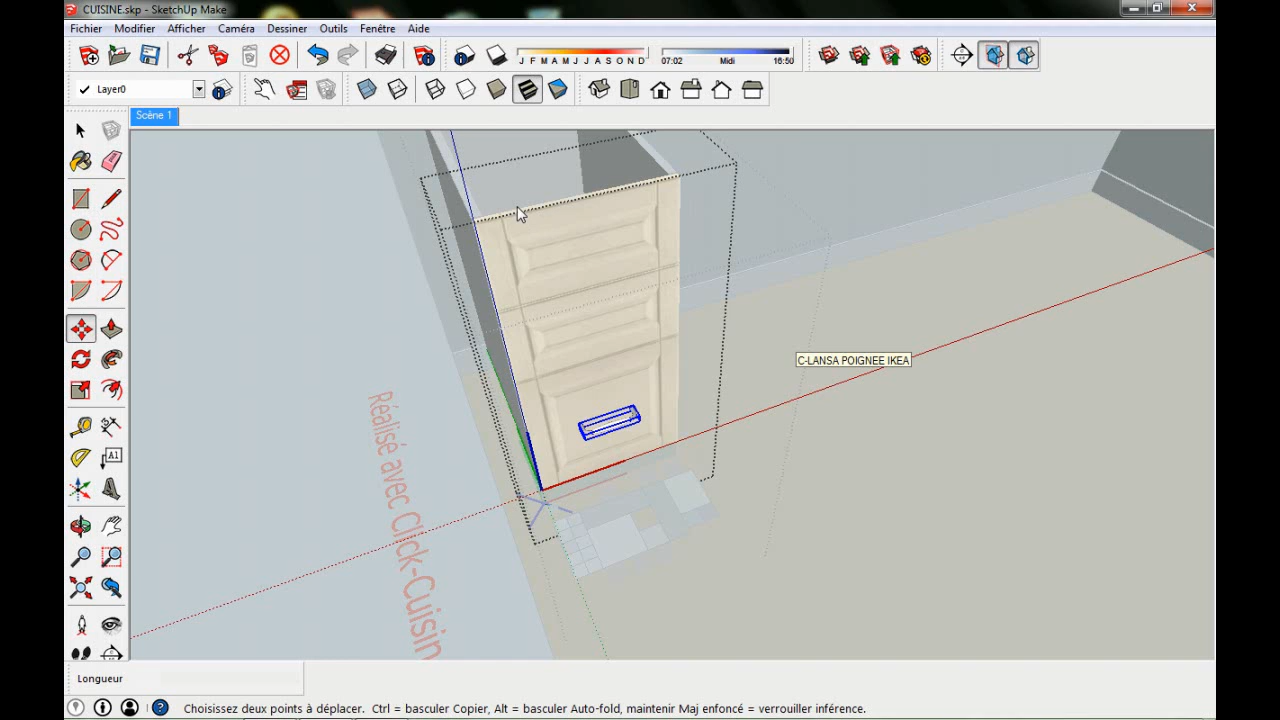 CUISINE.skp - SketchUp Make
Fichier Modifier Afficher Caméra Dessiner Outils Fenêtre Aide
J F M A M J J A S O N D 07:02 Midi 16:50
Layer0
Scène 1
C-LANSA POIGNEE IKEA
Réalisé avec Click-Cuisin
A1
Longueur
Choisissez deux points à déplacer. Ctrl = basculer Copier, Alt = basculer Auto-fold, maintenir Maj enfoncé = verrouiller inférence.